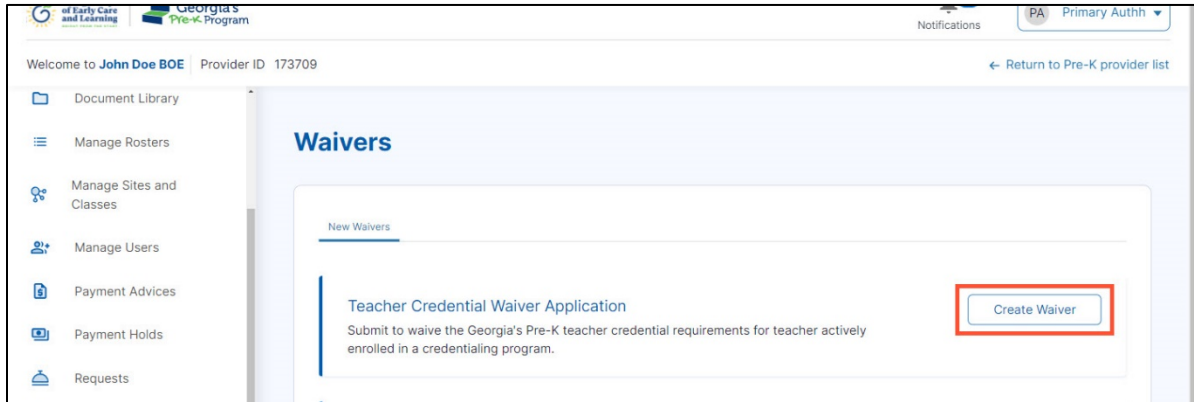 of Early Care
and Learning
Georgia's
Pre-K Program
Notifications
PA Primary Authh
Welcome to John Doe BOE Provider ID 173709
← Return to Pre-K provider list
Document Library
Manage Rosters
Manage Sites and
Classes
Manage Users
Payment Advices
Payment Holds
Requests
Waivers
New Waivers
Teacher Credential Waiver Application
Submit to waive the Georgia's Pre-K teacher credential requirements for teacher actively
enrolled in a credentialing program.
Create Waiver